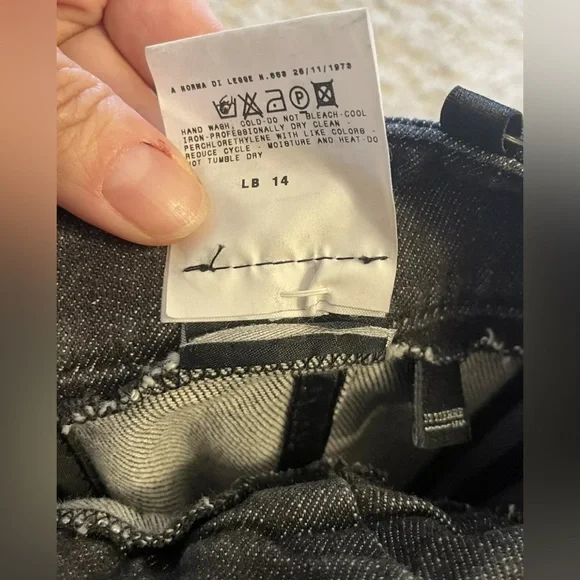 A NORMA DI LEGGE N.669 26/11/1973
P
HAND WASH, COLD-DO NOT BLEACH-COOL
IRON-PROFESSIONALLY DRY CLEAN -
PERCHLORETHYLENE WITH LIKE COLORS -
REDUCE CYCLE - MOISTURE AND HEAT-DO
NOT TUMBLE DRY
LB 14